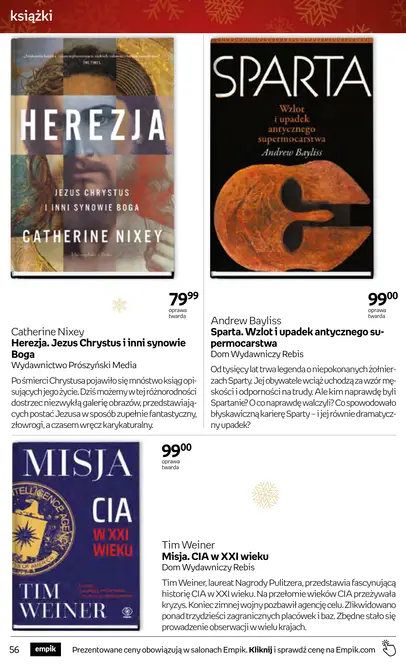 książki
THE TIMES
HEREZJA
JEZUS CHRYSTUS
I INNI SYNOWIE BOGA
CATHERINE NIXEY
SPARTA
Wzlot
i upadek
antycznego
supermocarstwa
Andrew Bayliss
79⁹⁹
oprawa
twarda
Catherine Nixey
Herezja. Jezus Chrystus i inni synowie
Boga
Wydawnictwo Prószyński Media
Po śmierci Chrystusa pojawiło się mnóstwo ksiąg opi-
sujących jego życie. Dziś możemy w tej różnorodności
dostrzec niezwykłą galerię obrazów, przedstawiają-
cych postać Jezusa w sposób zupełnie fantastyczny,
złowrogi, a czasem wręcz karykaturalny.
99⁰⁰
oprawa
twarda
Andrew Bayliss
Sparta. Wzlot i upadek antycznego su-
permocarstwa
Dom Wydawniczy Rebis
Od tysięcy lat trwa legenda o niepokonanych żołnier-
zach Sparty. Jej obywatele wciąż uchodzą za wzór mę-
skości i odporności na trudy. Ale kim naprawdę byli
Spartanie? O co naprawdę walczyli? Co spowodowało
błyskawiczną karierę Sparty – i jej równie dramatycz-
ny upadek?
MISJA
CIA
W XXI
WIEKU
TIM
WEINER
99⁰⁰
oprawa
twarda
Tim Weiner
Misja. CIA w XXI wieku
Dom Wydawniczy Rebis
Tim Weiner, laureat Nagrody Pulitzera, przedstawia fascynującą
historię CIA w XXI wieku. Na przełomie wieków CIA przeżywała
kryzys. Koniec zimnej wojny pozbawił agencję celu. Zlikwidowano
ponad trzydzieści zagranicznych placówek i baz. Zbędne stało się
prowadzenie obserwacji w wielu krajach.
56
empik
Prezentowane ceny obowiązują w salonach Empik. Kliknij i sprawdź cenę na Empik.com